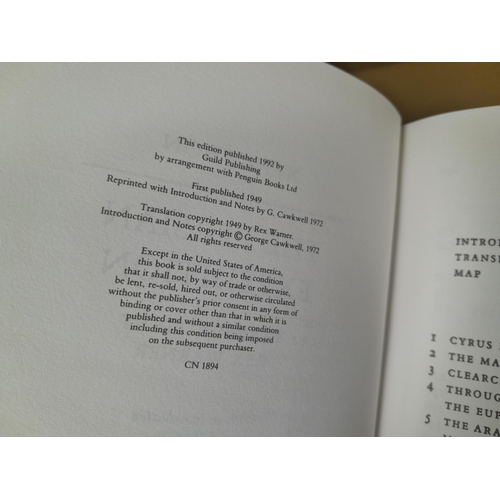 This edition published 1992 by
Guild Publishing
by arrangement with Penguin Books Ltd
First published 1949
Reprinted with Introduction and Notes by G. Cawkwell 1972
Translation copyright 1949 by Rex Warner.
Introduction and Notes copyright © George Cawkwell, 1972
All rights reserved
Except in the United States of America,
this book is sold subject to the condition
that it shall not, by way of trade or otherwise,
be lent, re-sold, hired out, or otherwise circulated
without the publisher's prior consent in any form of
binding or cover other than that in which it is
published and without a similar condition
including this condition being imposed
on the subsequent purchaser.
CN 1894
INTRO
TRANS
MAP
1 CYRUS
2 THE MA
3 CLEARC
4 THROUG
THE EUP
5 THE ARA